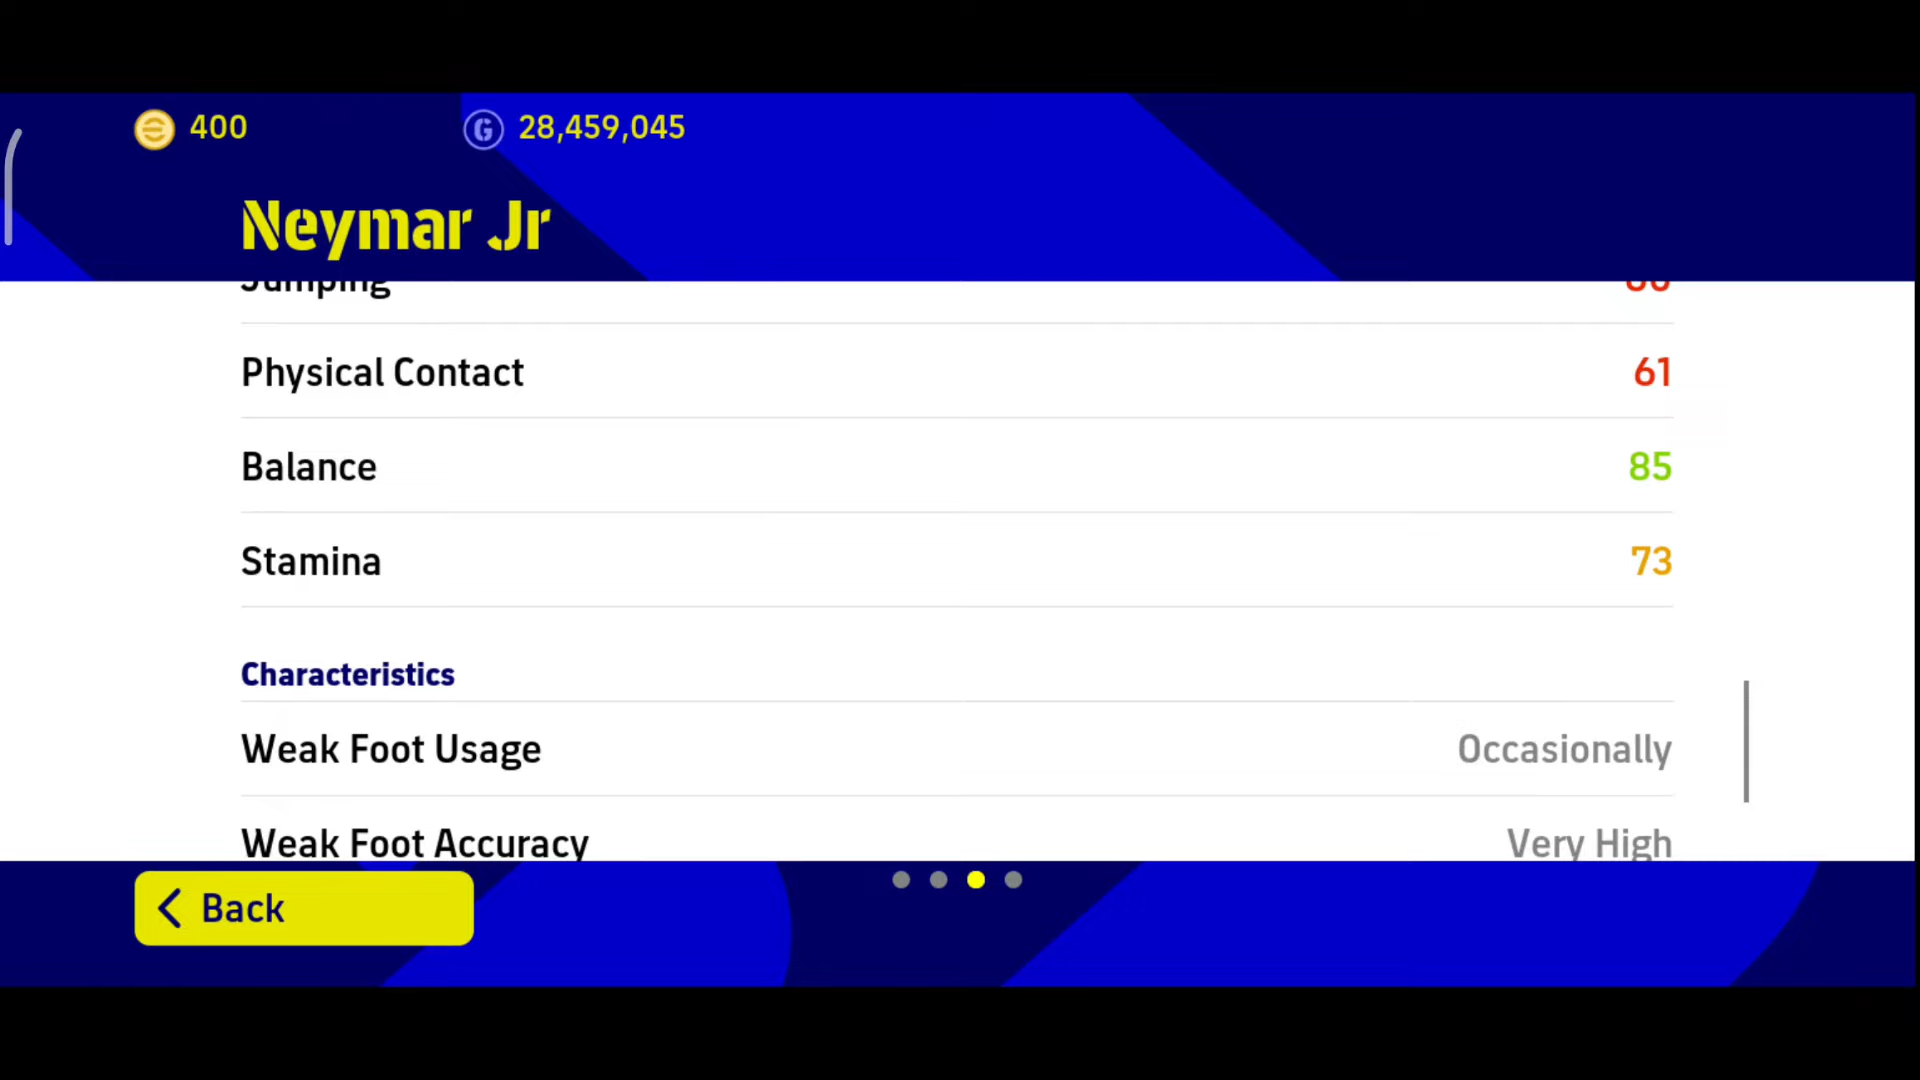 400
28,459,045
Neymar Jr
Jumping
Physical Contact 61
Balance 85
Stamina 73
Characteristics
Weak Foot Usage Occasionally
Weak Foot Accuracy Very High
Back